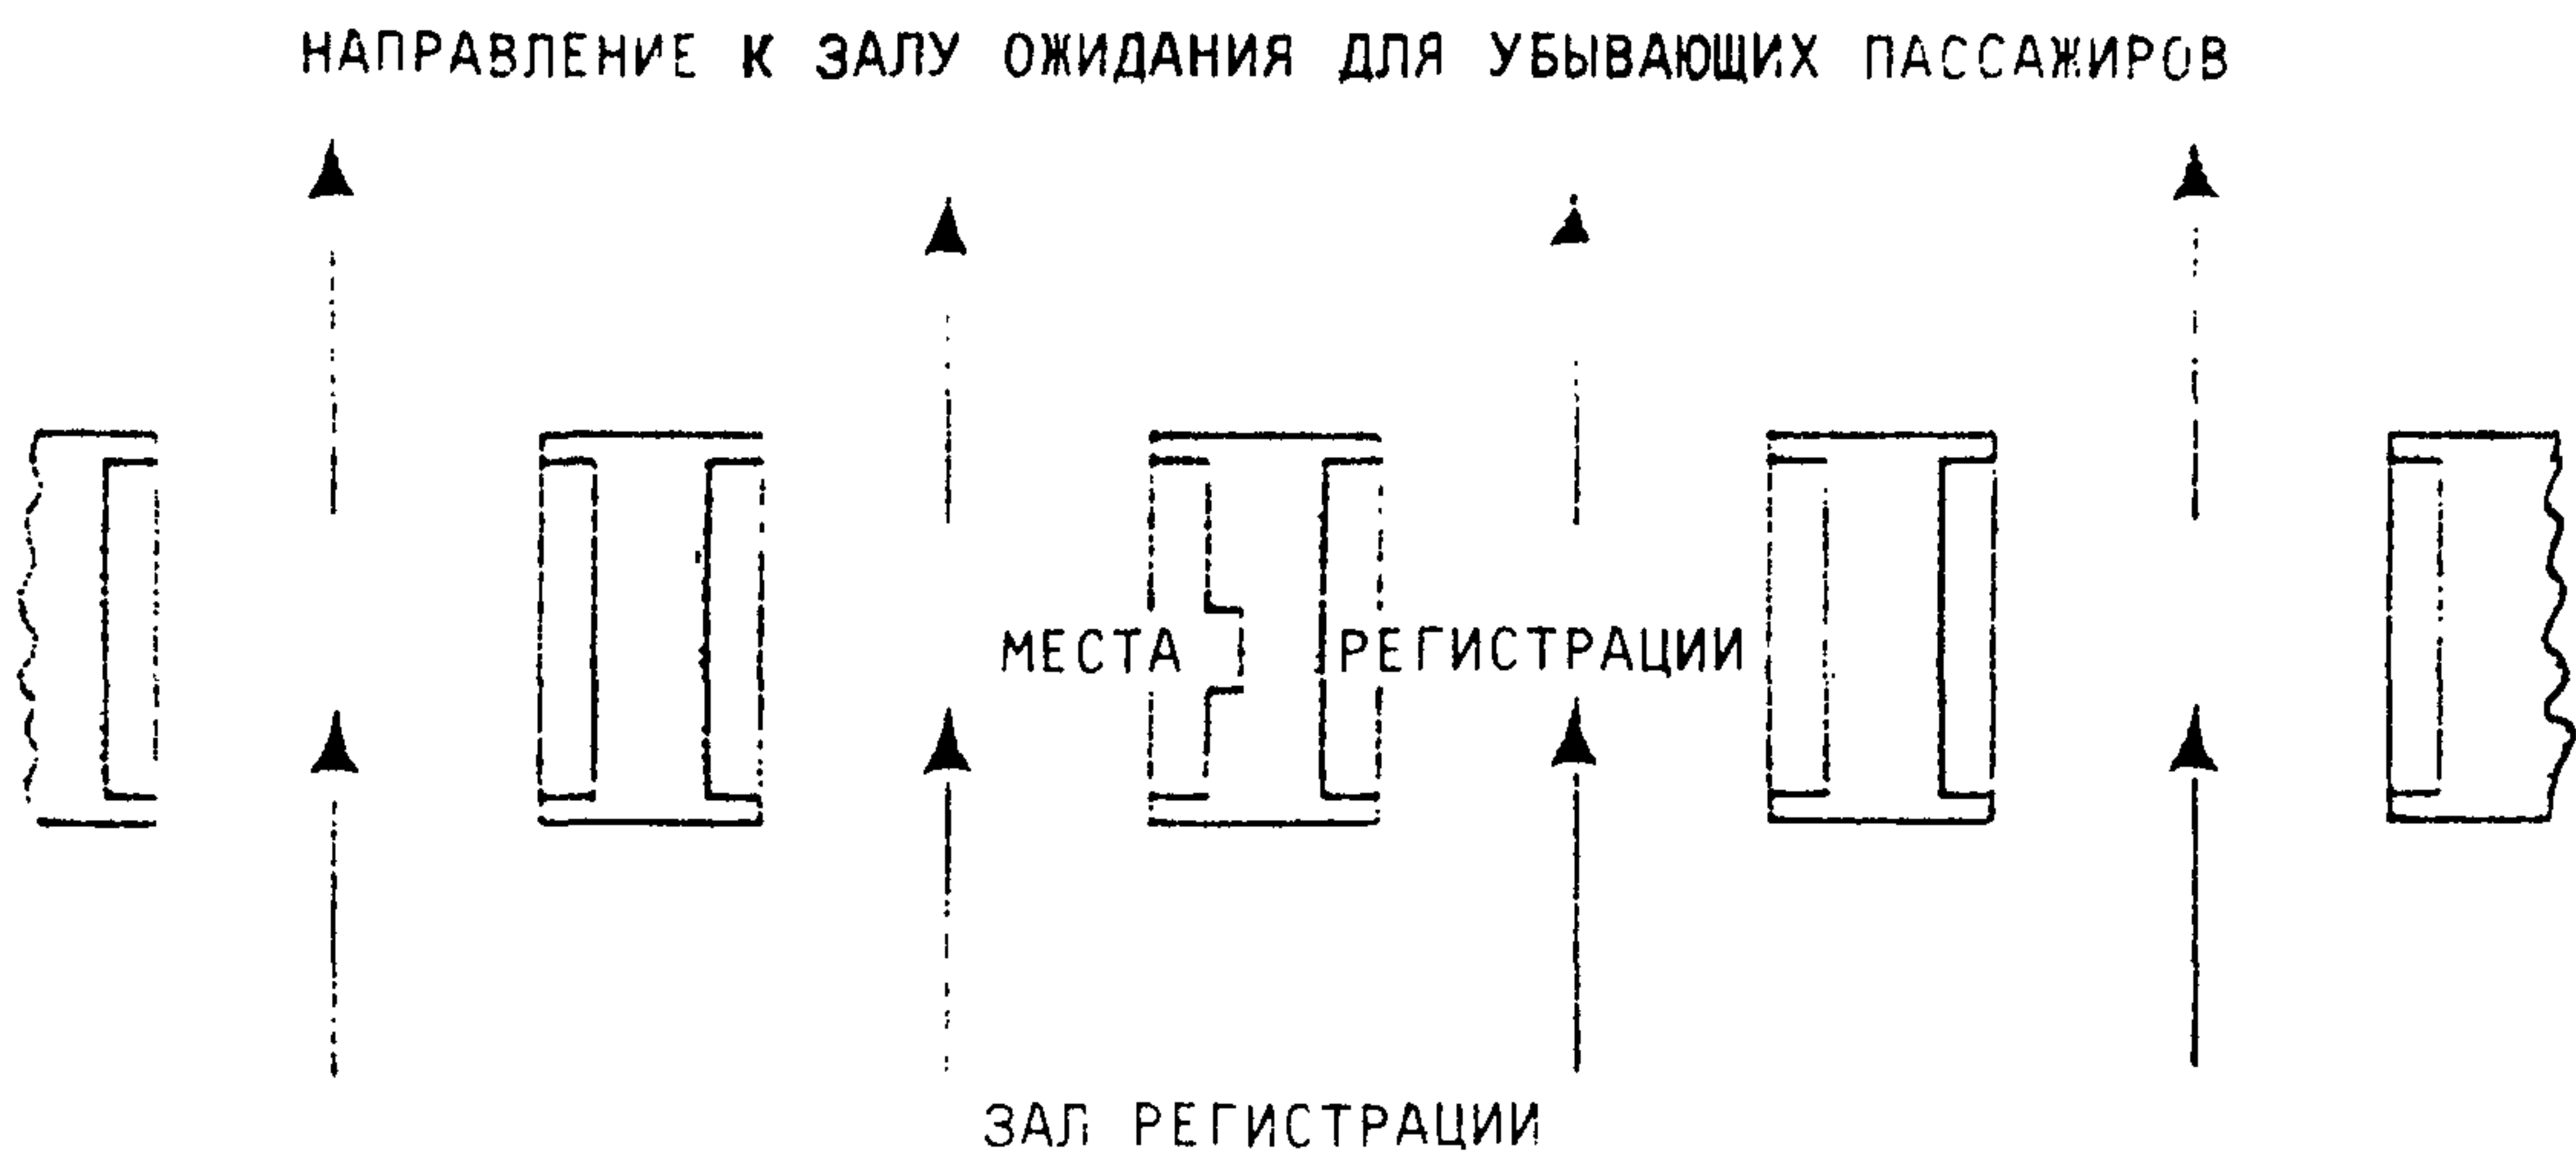 НАПРАВЛЕНИЕ К ЗАЛУ ОЖИДАНИЯ ДЛЯ УБЫВАЮЩИХ ПАССАЖИРОВ
МЕСТА РЕГИСТРАЦИИ
ЗАЛ РЕГИСТРАЦИИ